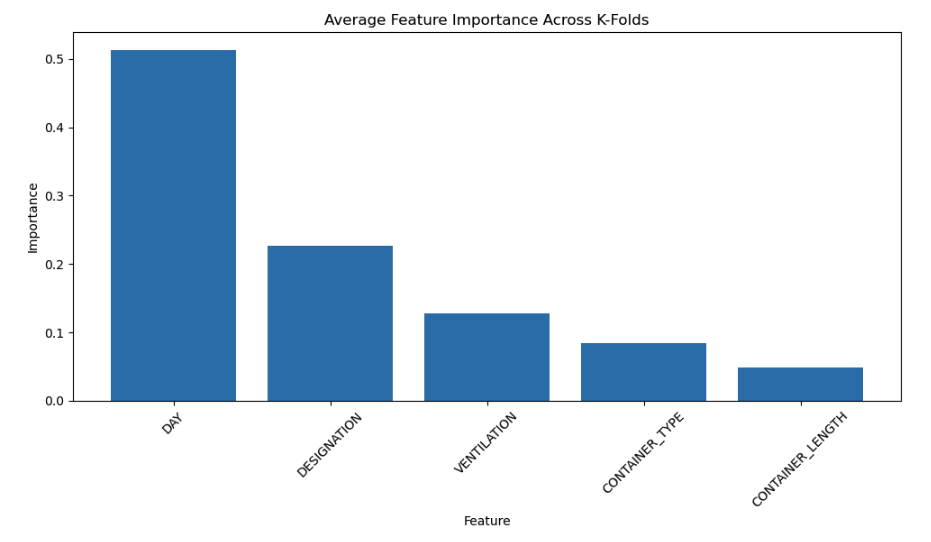 Average Feature Importance Across K-Folds
Importance
0.5
0.4
0.3
0.2
0.1
0.0
DAY
DESIGNATION
VENTILATION
CONTAINER_TYPE
CONTAINER_LENGTH
Feature